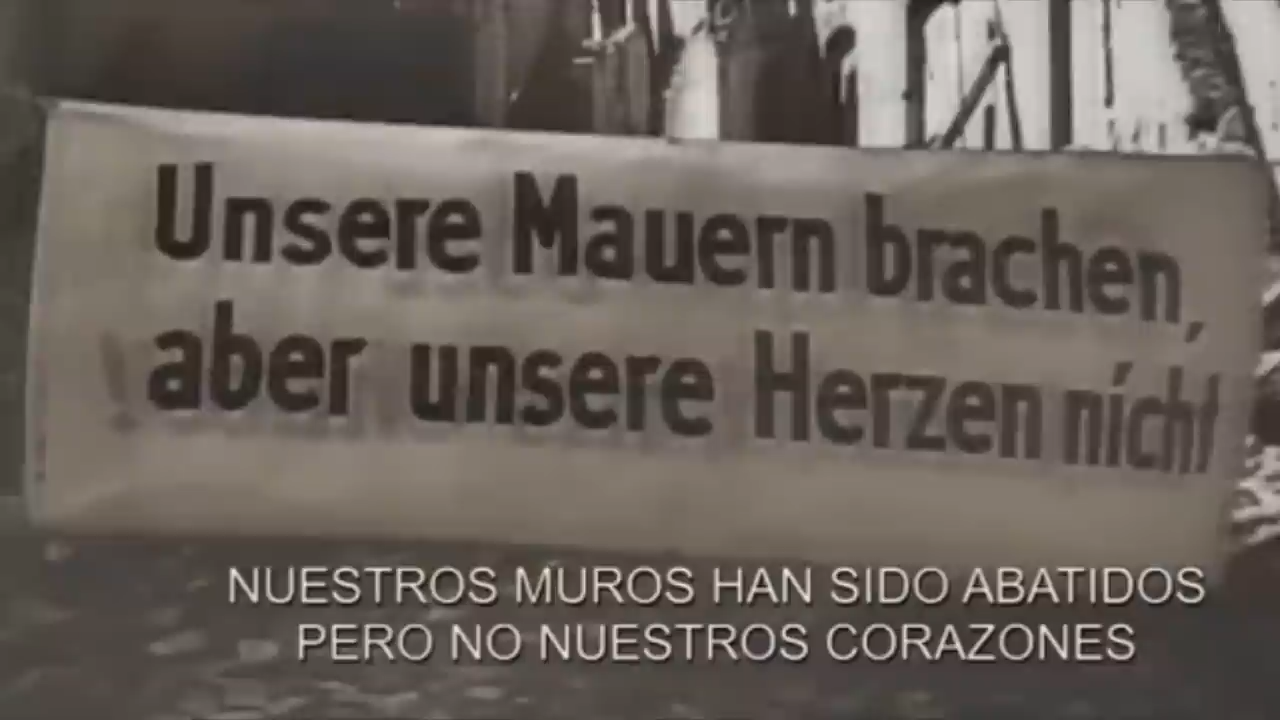 Unsere Mauern brachen,
aber unsere Herzen nicht
NUESTROS MUROS HAN SIDO ABATIDOS
PERO NO NUESTROS CORAZONES